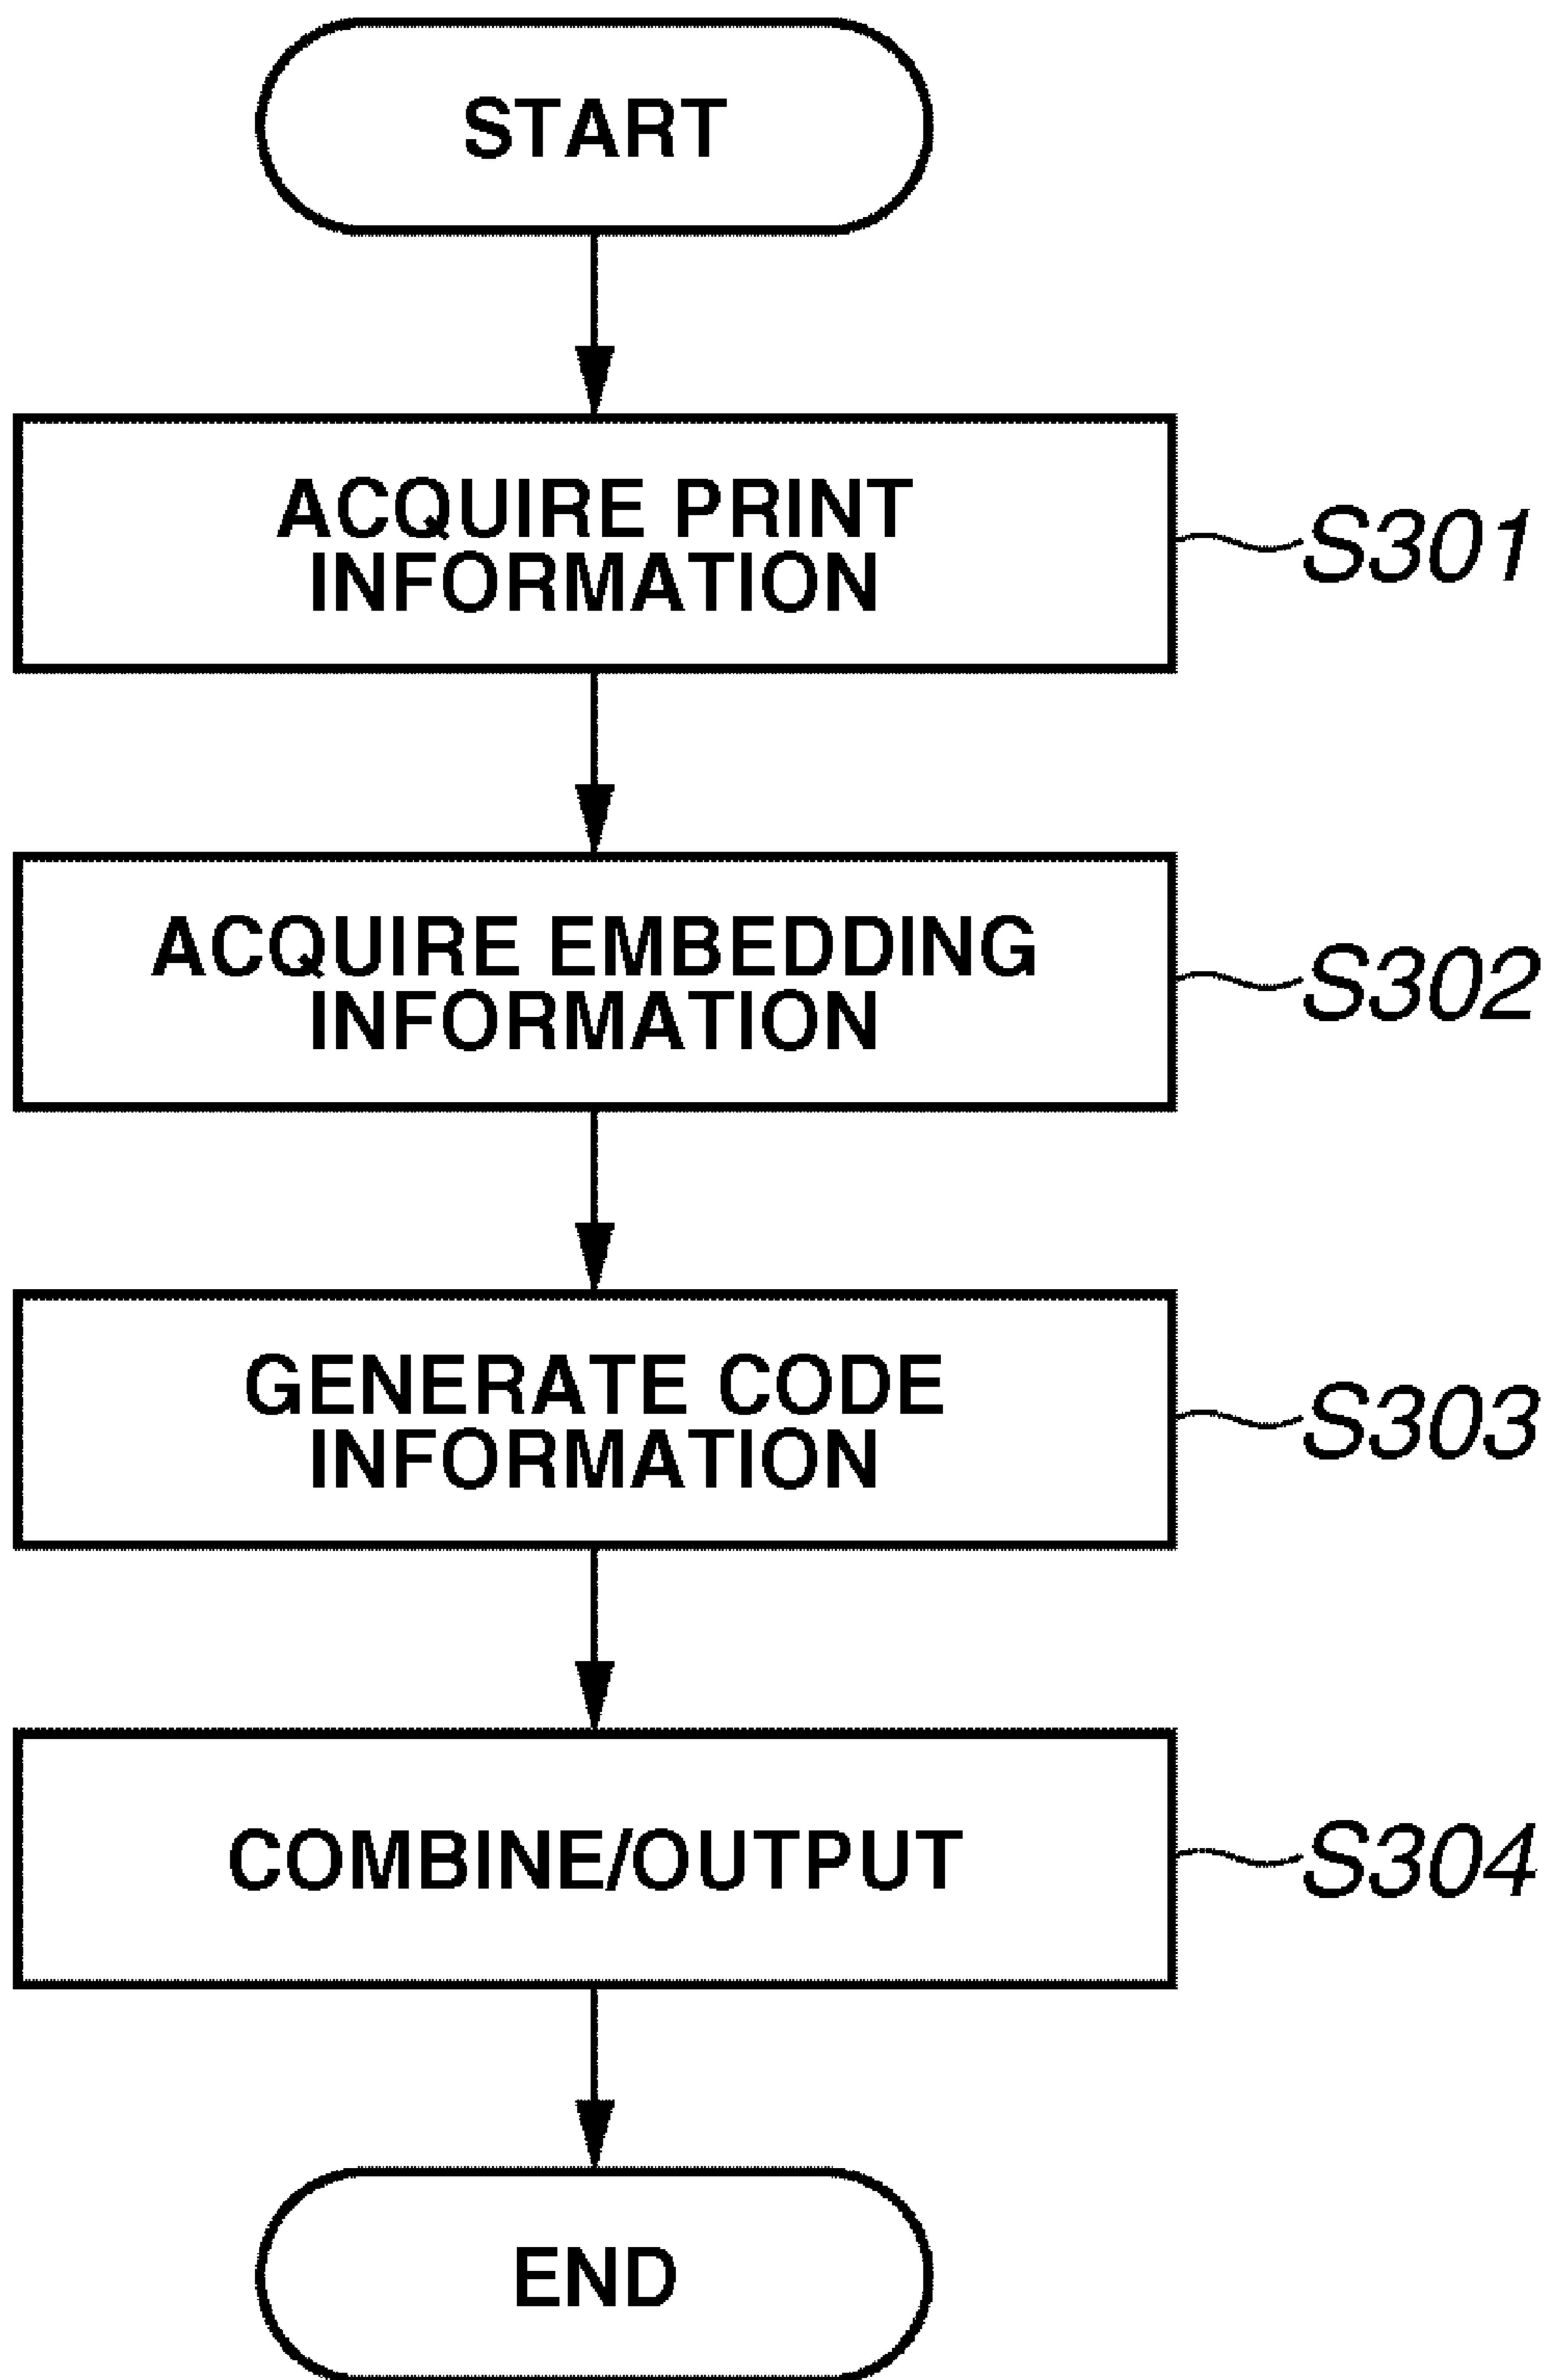 START
ACQUIRE PRINT
INFORMATION
S301
ACQUIRE EMBEDDING
INFORMATION
S302
GENERATE CODE
INFORMATION
S303
COMBINE/OUTPUT
S304
END